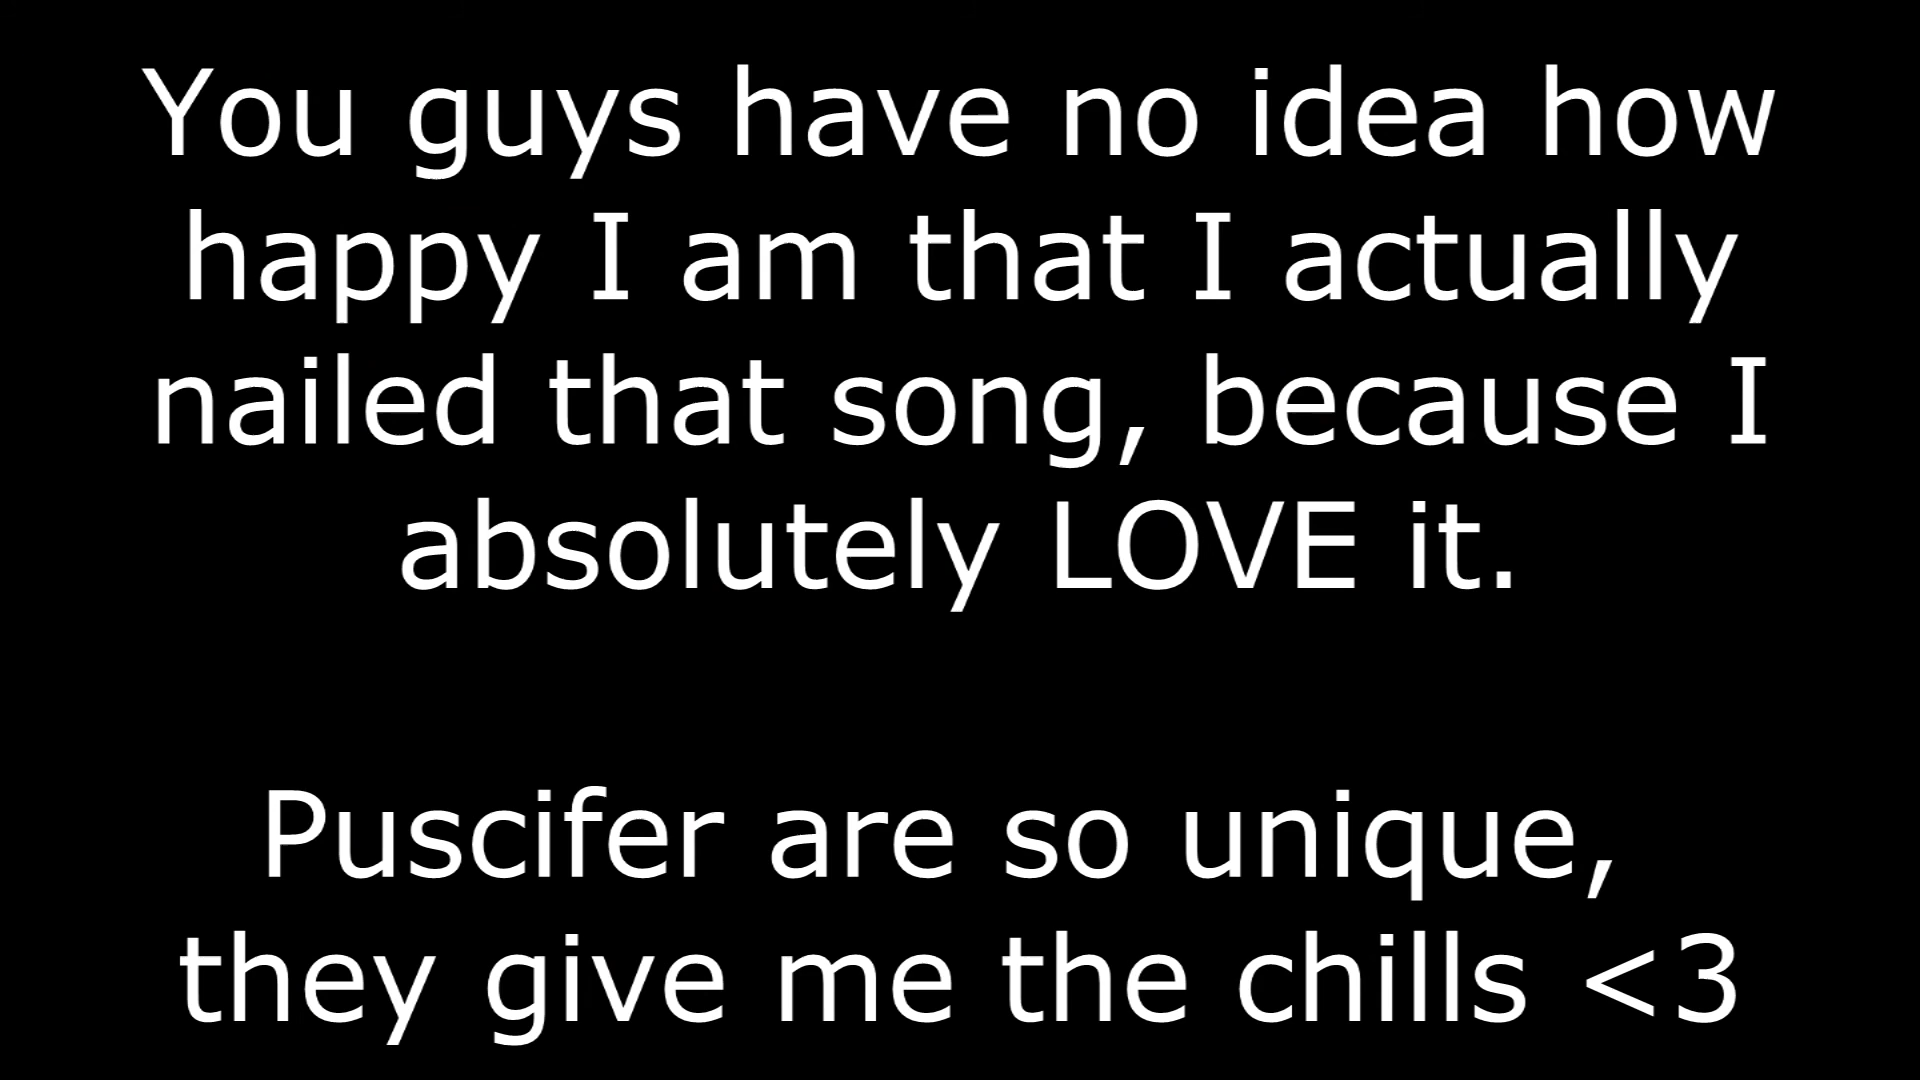 You guys have no idea how
happy I am that I actually
nailed that song, because I
absolutely LOVE it.
Puscifer are so unique,
they give me the chills <3